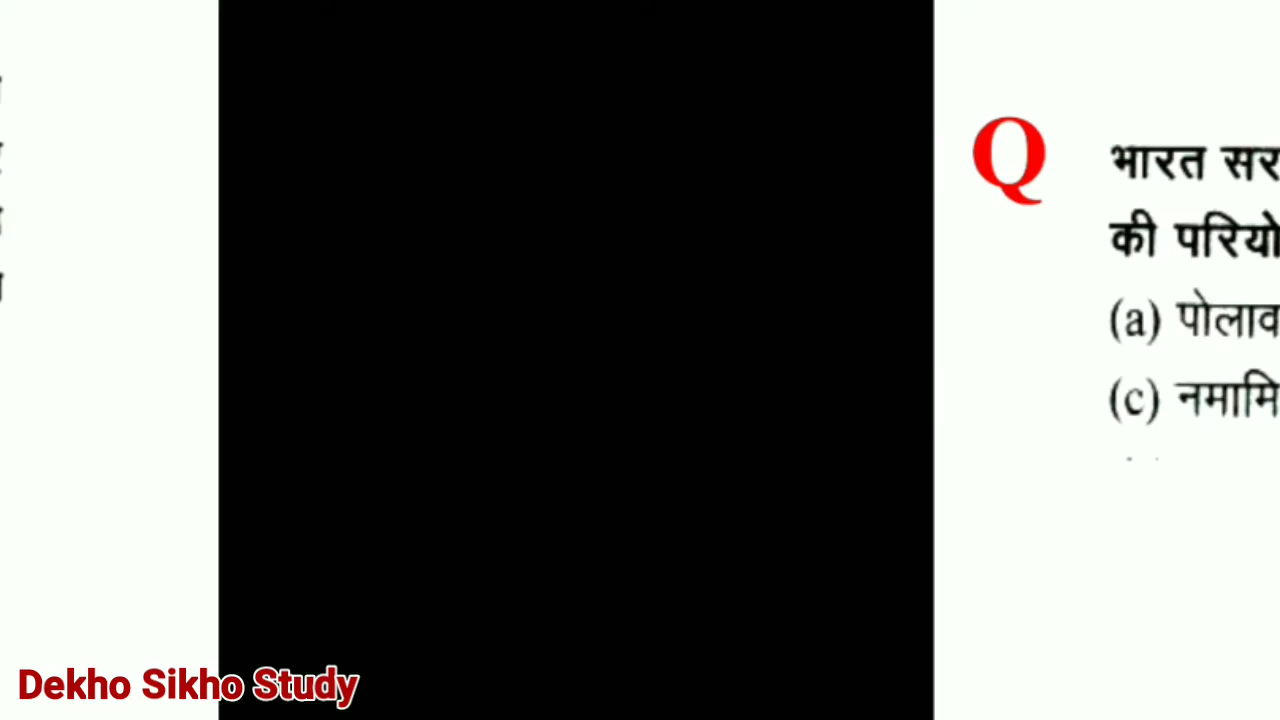 Q
भारत सर
की परियो
(a) पोलाव
(c) नमामि
Dekho Sikho Study